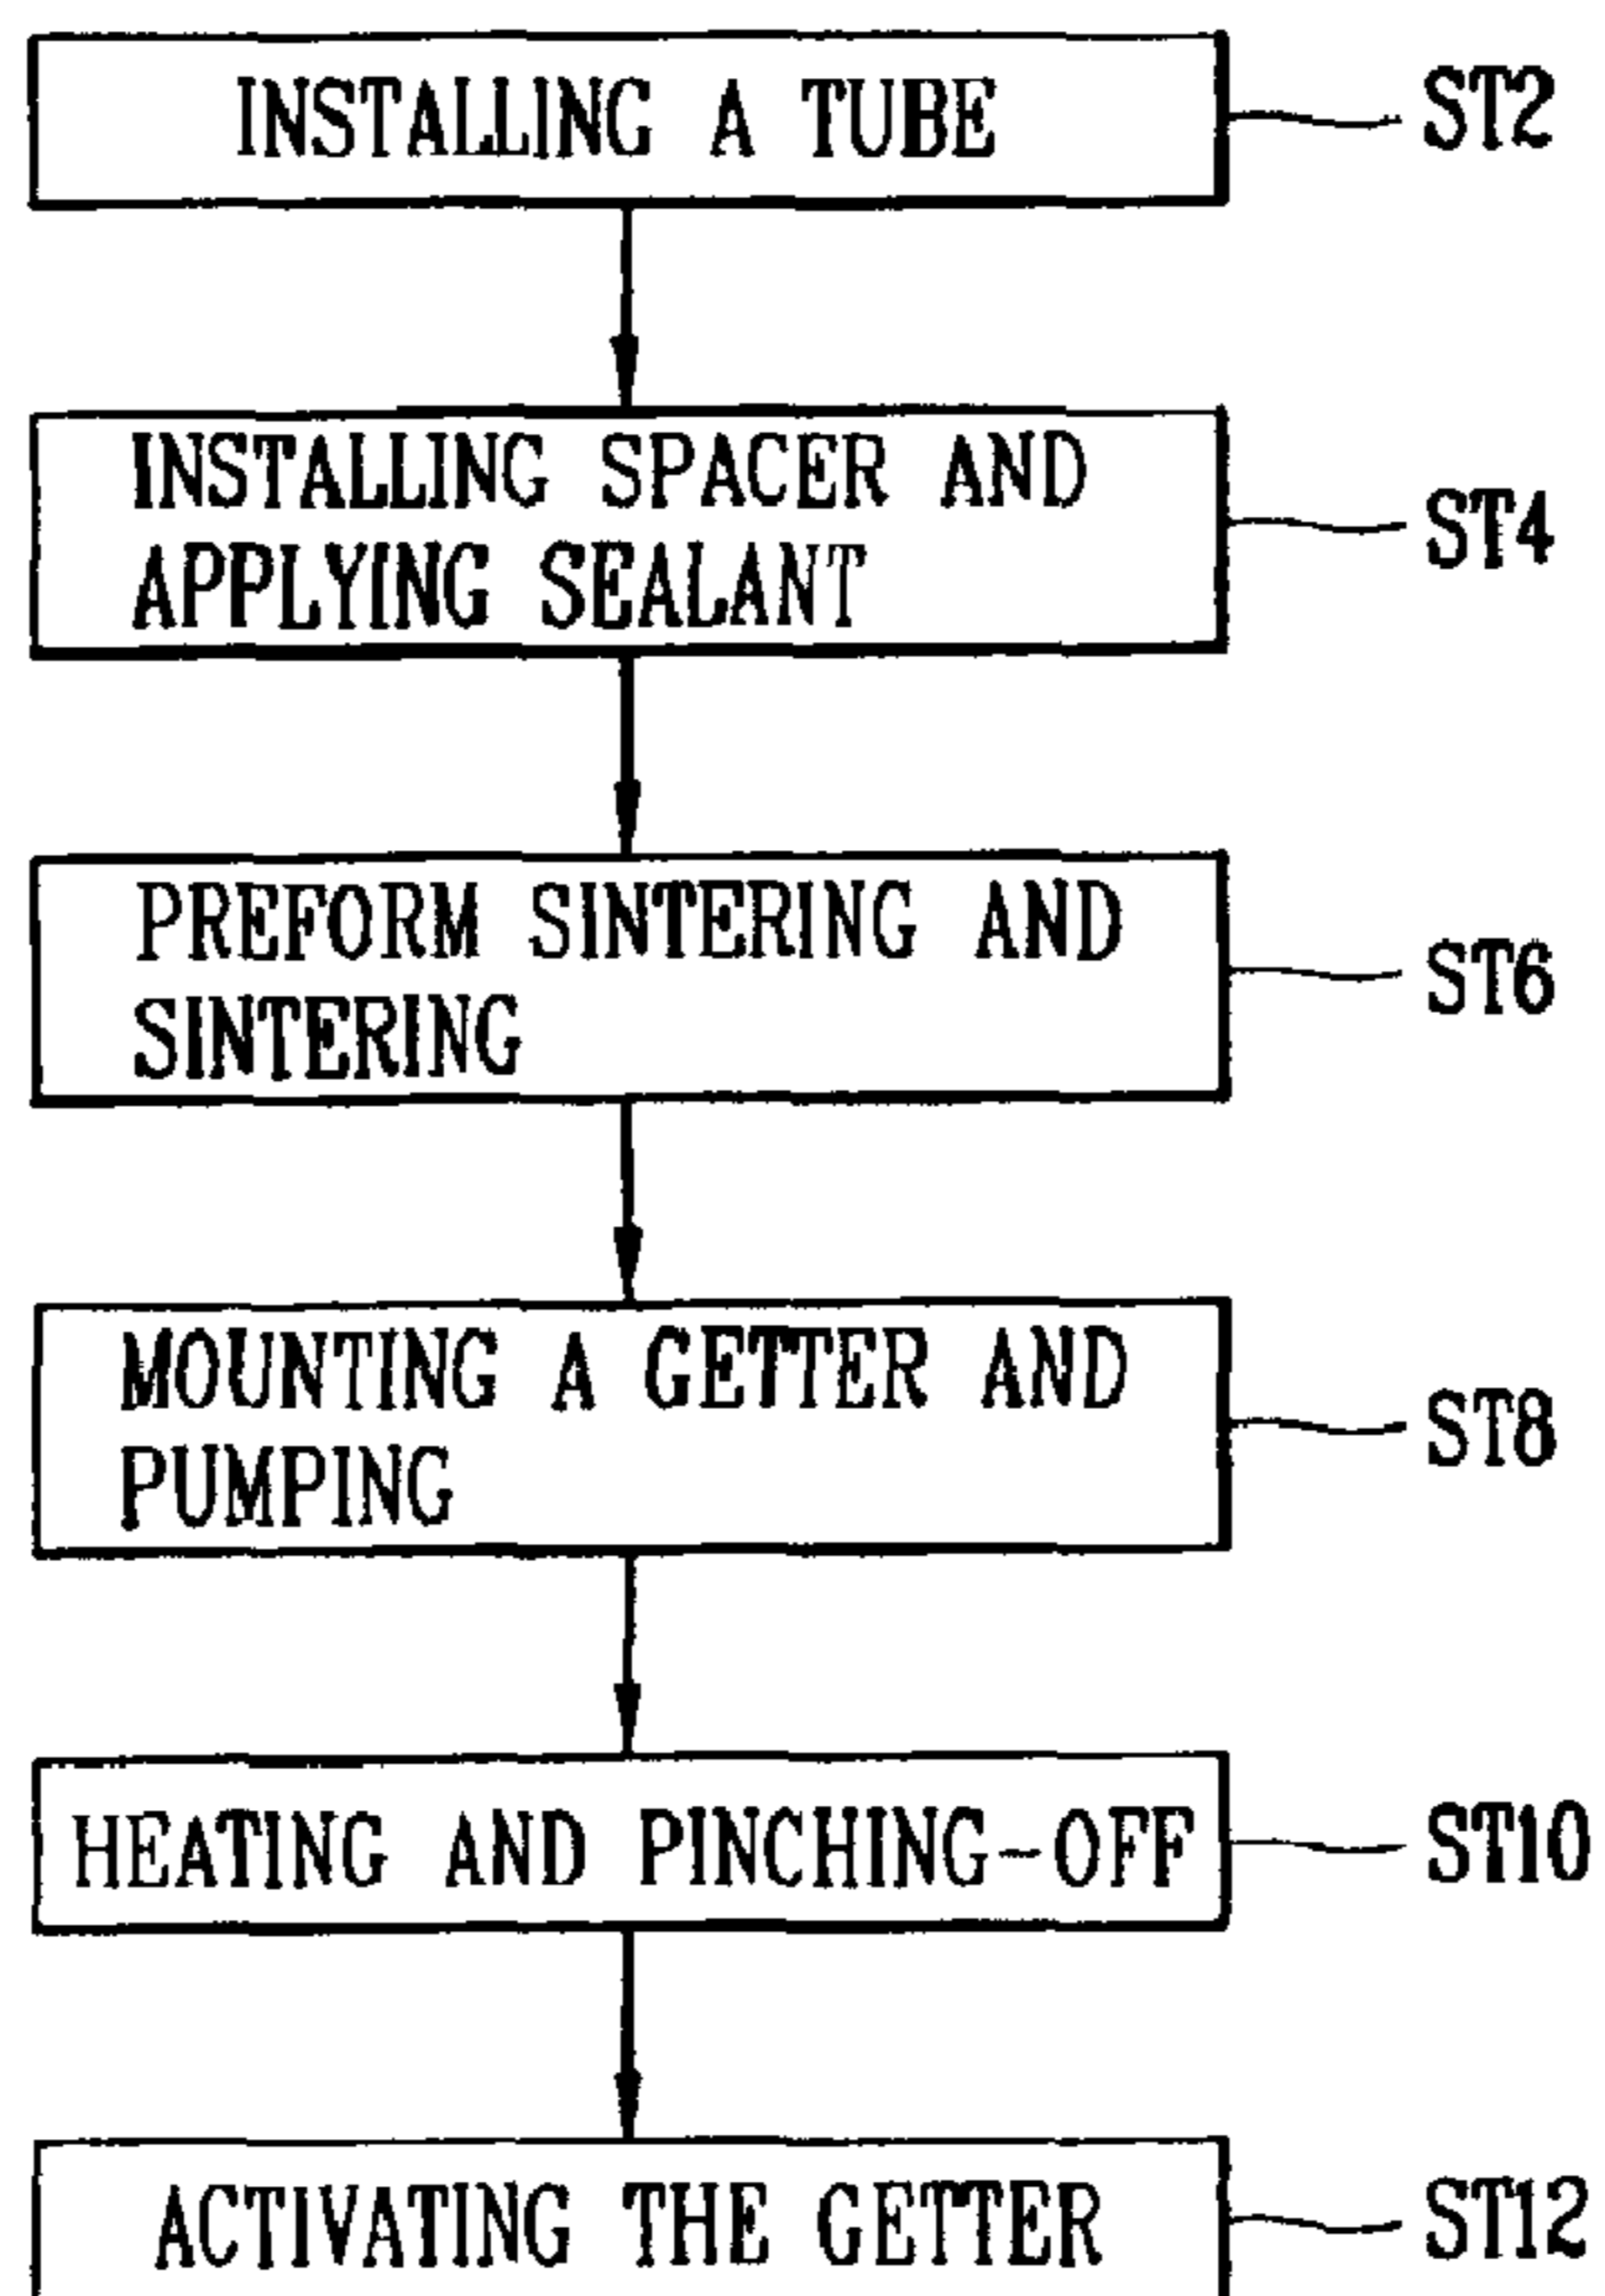 INSTALLING A TUBE
ST2
INSTALLING SPACER AND
APPLYING SEALANT
ST4
PREFORM SINTERING AND
SINTERING
ST6
MOUNTING A GETTER AND
PUMPING
ST8
HEATING AND PINCHING-OFF
ST10
ACTIVATING THE GETTER
ST12